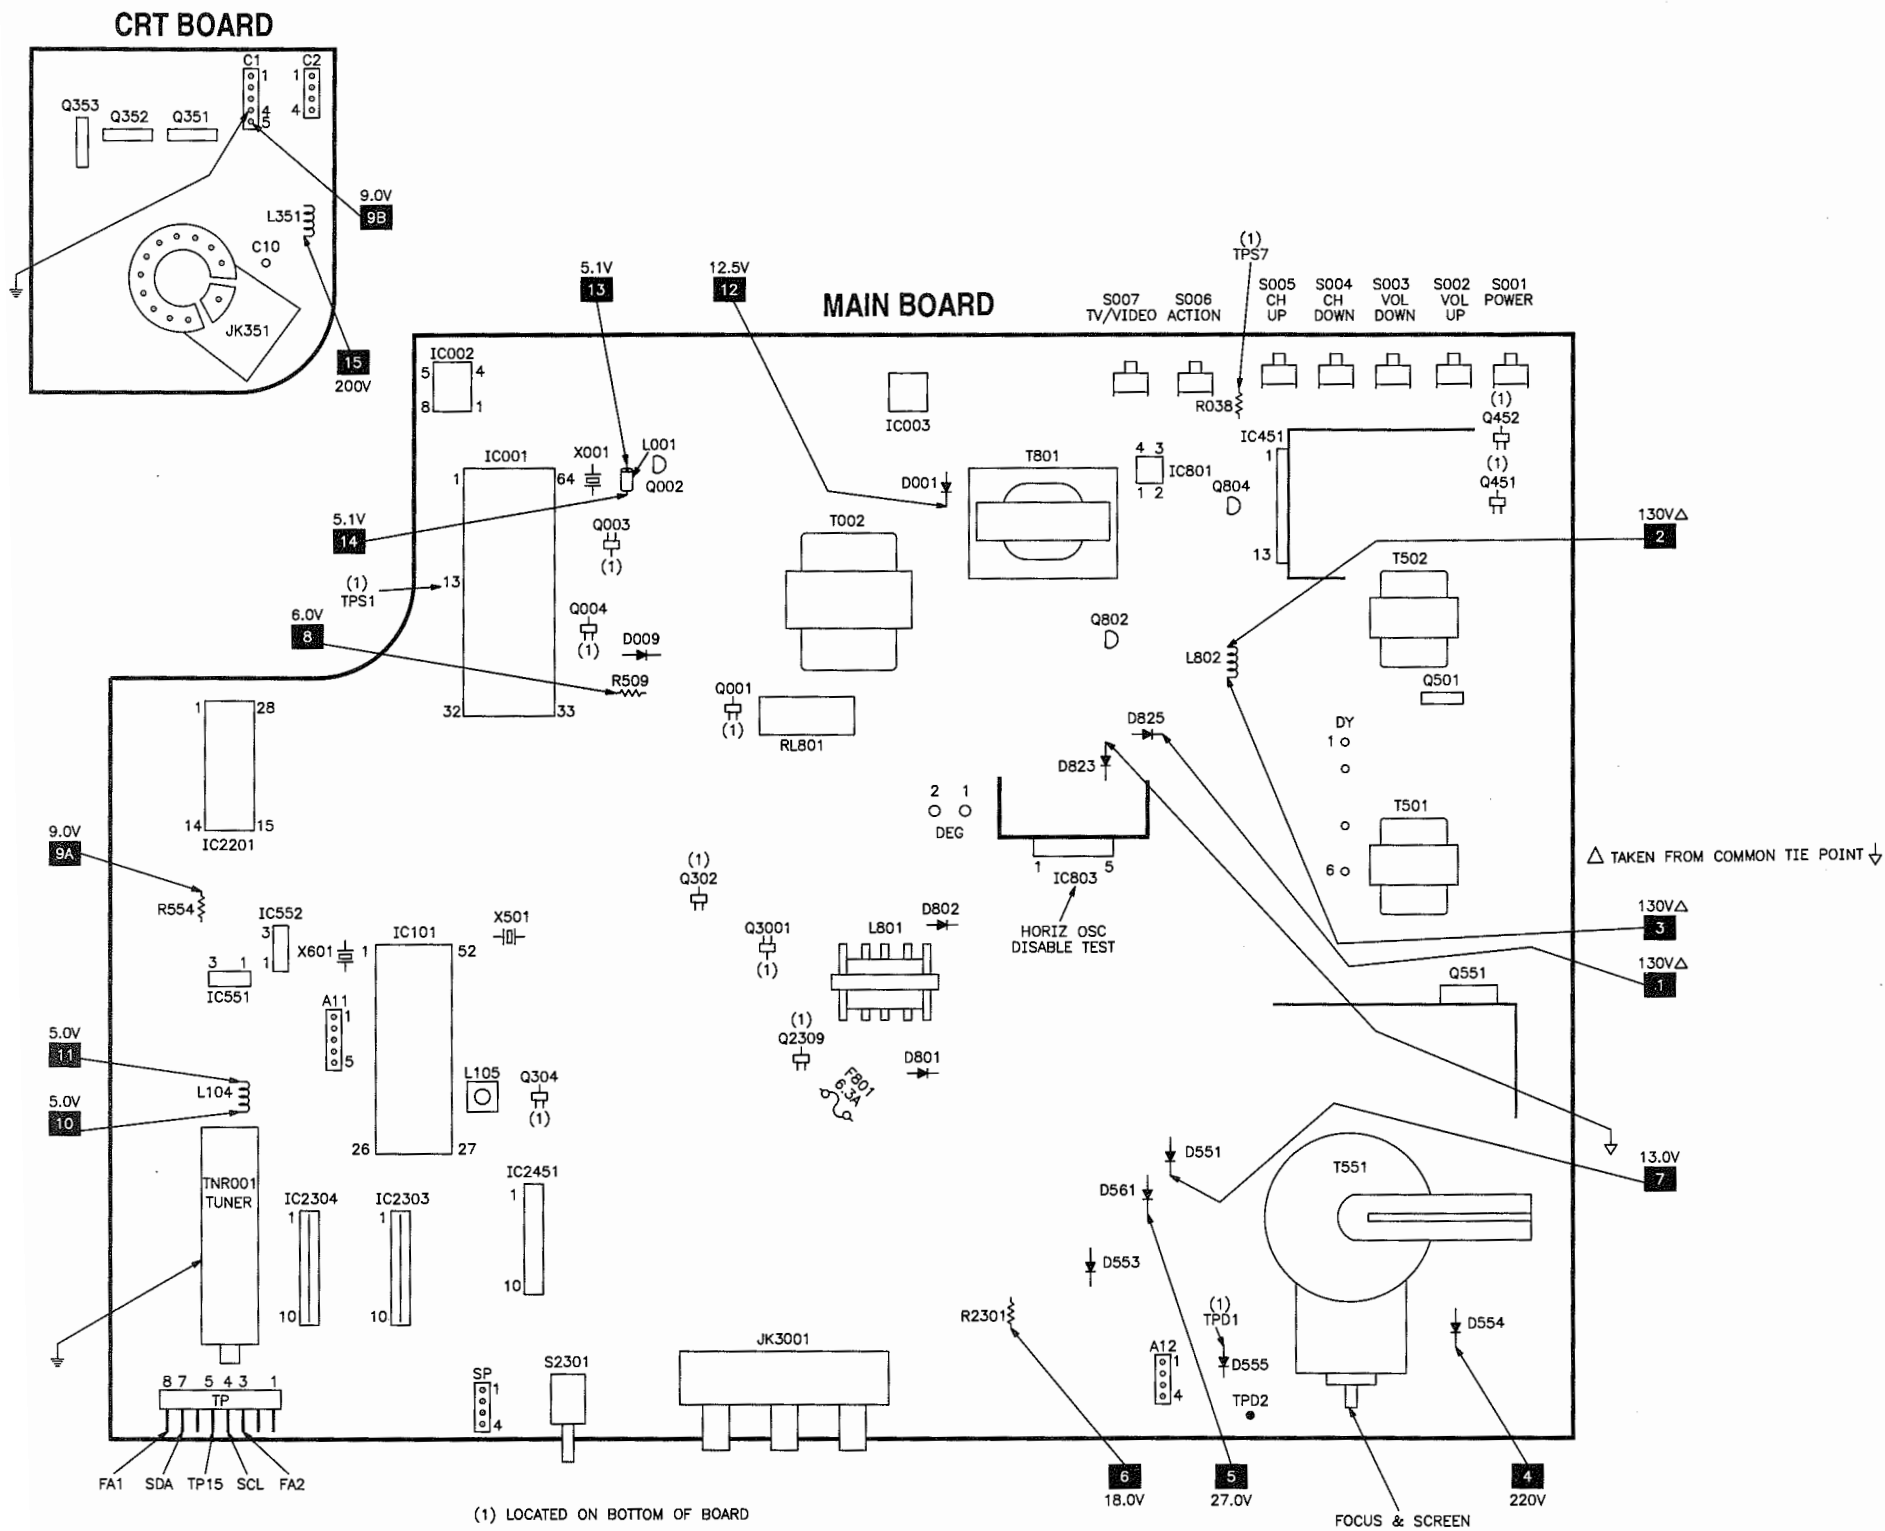 CRT BOARD
C1
C2
1
1
4
5
4
Q353
Q352
Q351
9.0V
9B
L351
C10
JK351
15
200V
5.1V
13
12.5V
12
MAIN BOARD
(1)
TPS7
S007
TV/VIDEO
S006
ACTION
S005
CH
UP
S004
CH
DOWN
S003
VOL
DOWN
S002
VOL
UP
S001
POWER
IC002
5
4
8
1
IC003
R038
(1)
Q452
(1)
Q451
IC451
1
13
IC001
1
64
13
32
33
X001
L001
Q002
D001
T801
4 3
IC801
1 2
Q804
5.1V
14
Q003
(1)
T002
130V△
2
T502
(1)
TPS1
6.0V
8
Q004
(1)
D009
R509
Q802
L802
Q501
Q001
(1)
RL801
D825
D823
DY
1
6
1
28
14
15
IC2201
2 1
DEG
T501
9.0V
9A
R554
(1)
Q302
1
5
IC803
HORIZ OSC
DISABLE TEST
△ TAKEN FROM COMMON TIE POINT
IC552
3
1
X601
IC101
1
52
26
27
X501
Q3001
(1)
L801
D802
130V△
3
130V△
1
3 1
IC551
A11
1
5
Q551
5.0V
11
L104
5.0V
10
L105
Q304
(1)
(1)
Q2309
D801
F801
6.3A
TNR001
TUNER
IC2304
1
10
IC2303
1
10
IC2451
1
10
D551
D561
D553
T551
13.0V
7
R2301
(1)
TPD1
D555
TPD2
D554
A12
1
4
JK3001
S2301
SP
1
4
8 7 5 4 3 1
TP
FA1 SDA TP15 SCL FA2
6
18.0V
5
27.0V
4
220V
(1) LOCATED ON BOTTOM OF BOARD
FOCUS & SCREEN